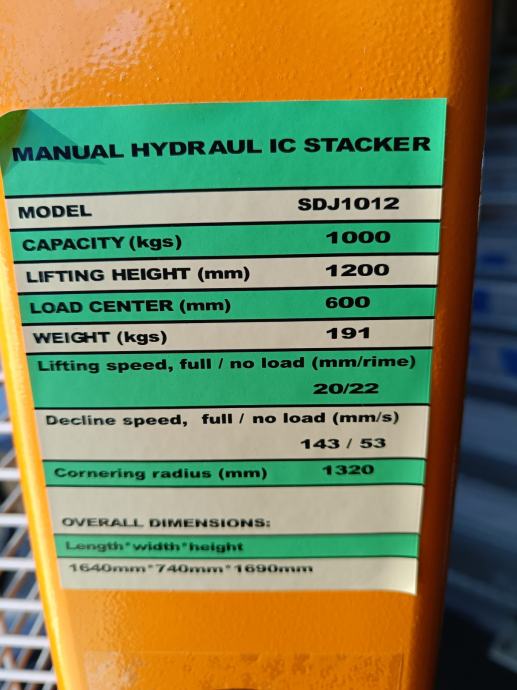 MANUAL HYDRAUL IC STACKER
MODEL SDJ1012
CAPACITY (kgs) 1000
LIFTING HEIGHT (mm) 1200
LOAD CENTER (mm) 600
WEIGHT (kgs) 191
Lifting speed, full / no load (mm/rime)
20/22
Decline speed, full / no load (mm/s)
143 / 53
Cornering radius (mm) 1320
OVERALL DIMENSIONS:
Length*width*height
1640mm*740mm*1690mm